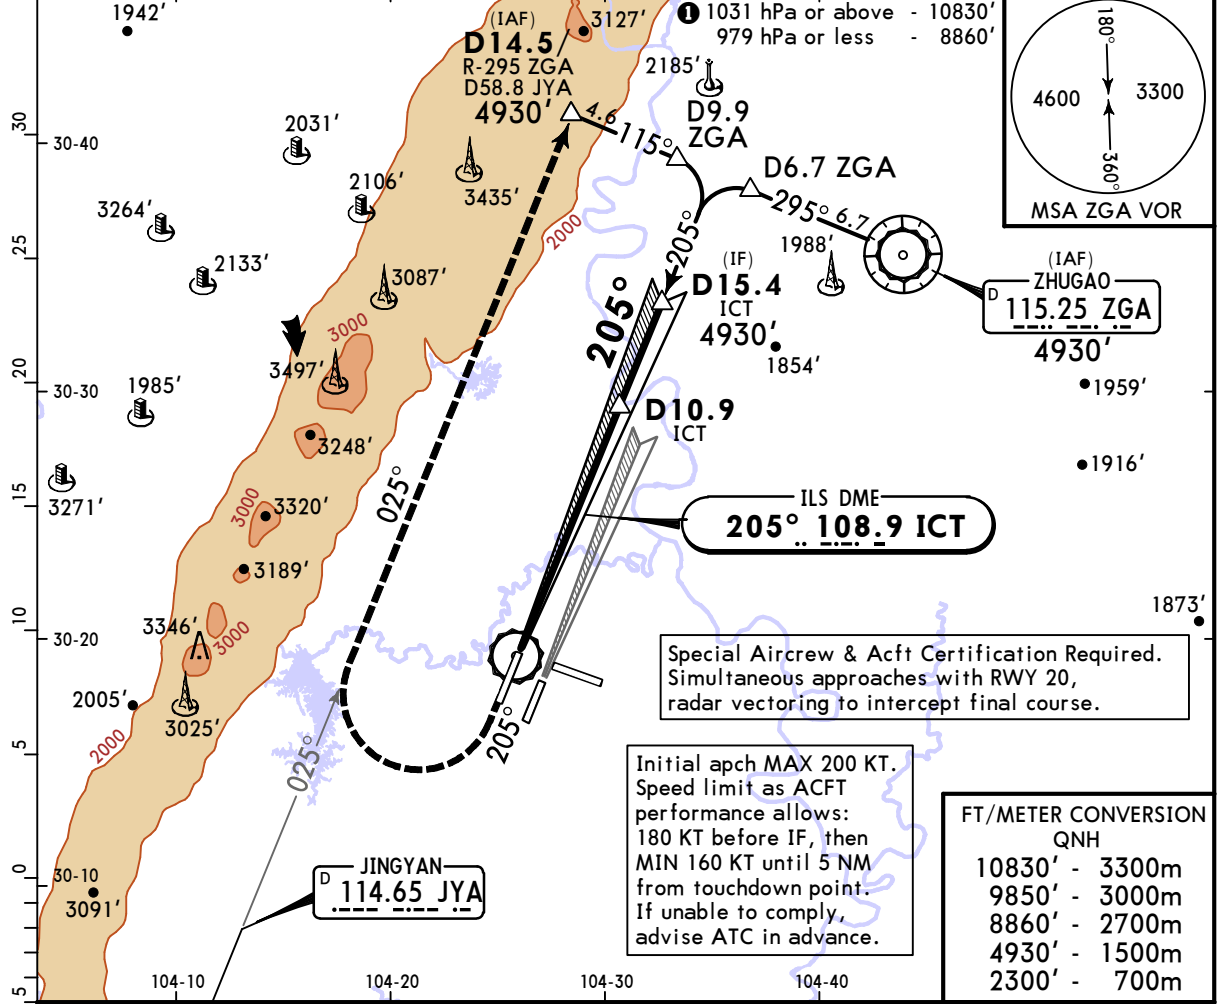 1942'
(IAF)
D14.5
R-295 ZGA
D58.8 JYA
4930'
3127'
❶ 1031 hPa or above - 10830'
979 hPa or less - 8860'
2185'
D9.9
ZGA
4.6
115°
D6.7 ZGA
295° 6.7
180°
4600
3300
360°
MSA ZGA VOR
30
30-40
2031'
2106'
3435'
3264'
2133'
3087'
2000
25
205°
1988'
(IAF)
ZHUGAO
D 115.25 ZGA
4930'
(IF)
D15.4
ICT
4930'
205°
1854'
3000
3497'
20
30-30
1985'
1959'
D10.9
ICT
3248'
1916'
3271'
15
3000
3320'
025°
ILS DME
205° 108.9 ICT
3189'
10
30-20
3346'
3000
1873'
Special Aircrew & Acft Certification Required.
Simultaneous approaches with RWY 20,
radar vectoring to intercept final course.
2005'
3025'
2000
5
025°
205°
Initial apch MAX 200 KT.
Speed limit as ACFT
performance allows:
180 KT before IF, then
MIN 160 KT until 5 NM
from touchdown point.
If unable to comply,
advise ATC in advance.
FT/METER CONVERSION
QNH
10830' - 3300m
9850' - 3000m
8860' - 2700m
4930' - 1500m
2300' - 700m
JINGYAN
D 114.65 JYA
0
30-10
3091'
5
104-10
104-20
104-30
104-40